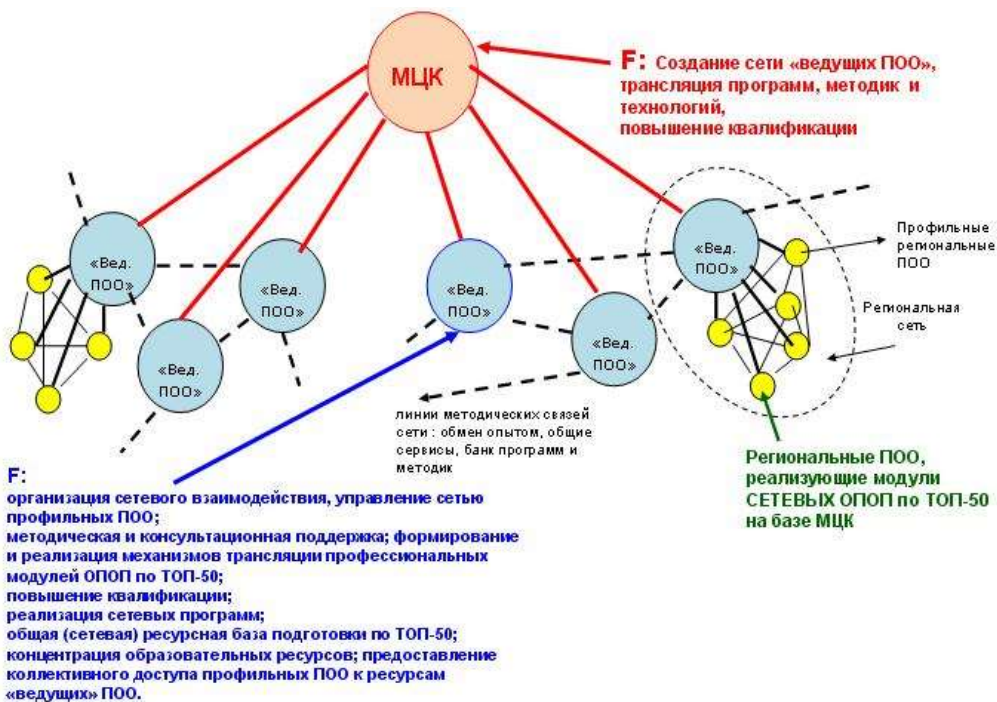 МЦК
F: Создание сети «ведущих ПОО»,
трансляция программ, методик и
технологий,
повышение квалификации
«Вед.
ПОО»
«Вед.
ПОО»
«Вед.
ПОО»
«Вед.
ПОО»
«Вед.
ПОО»
«Вед.
ПОО»
Профильные
региональные
ПОО
Региональная
сеть
линии методических связей
сети : обмен опытом, общие
сервисы, банк программ и
методик
Региональные ПОО,
реализующие модули
СЕТЕВЫХ ОПОП по ТОП-50
на базе МЦК
F:
организация сетевого взаимодействия, управление сетью
профильных ПОО;
методическая и консультационная поддержка; формирование
и реализация механизмов трансляции профессиональных
модулей ОПОП по ТОП-50;
повышение квалификации;
реализация сетевых программ;
общая (сетевая) ресурсная база подготовки по ТОП-50;
концентрация образовательных ресурсов; предоставление
коллективного доступа профильных ПОО к ресурсам
«ведущих» ПОО.